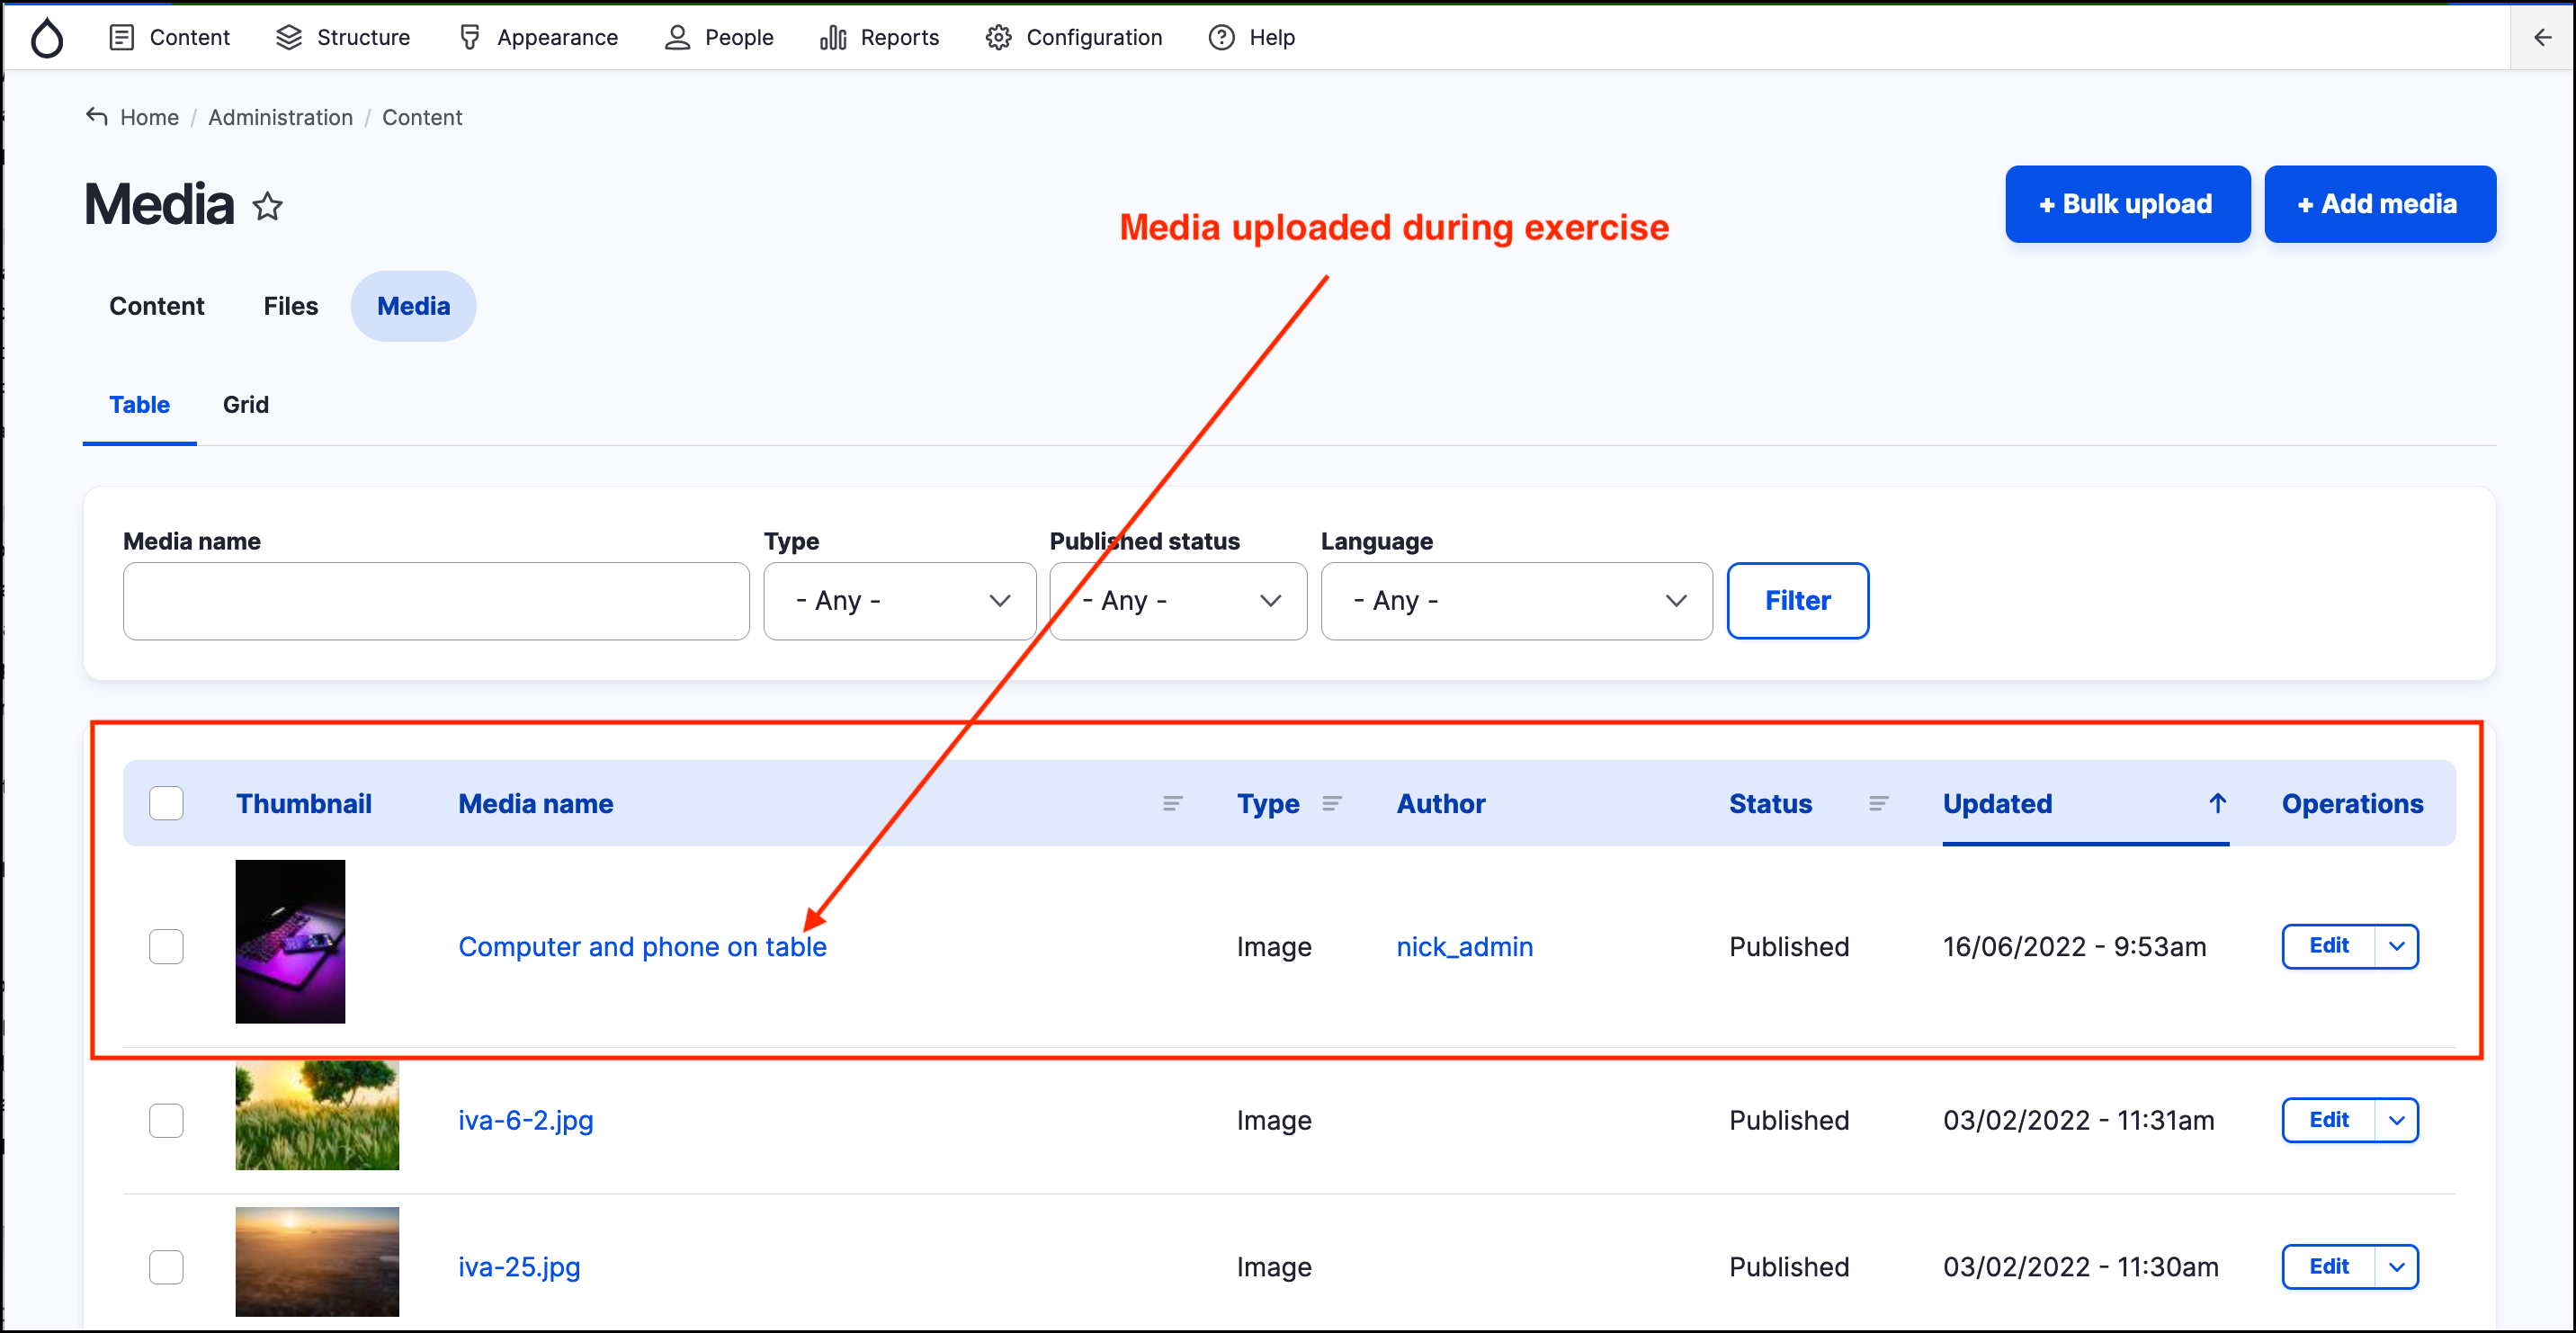 Content Structure Appearance People Reports Configuration Help
Home / Administration / Content
Media
+ Bulk upload + Add media
Media uploaded during exercise
Content Files Media
Table Grid
Media name Type Published status Language
- Any - - Any - - Any - Filter
Thumbnail Media name Type Author Status Updated Operations
Computer and phone on table Image nick_admin Published 16/06/2022 - 9:53am Edit
iva-6-2.jpg Image Published 03/02/2022 - 11:31am Edit
iva-25.jpg Image Published 03/02/2022 - 11:30am Edit